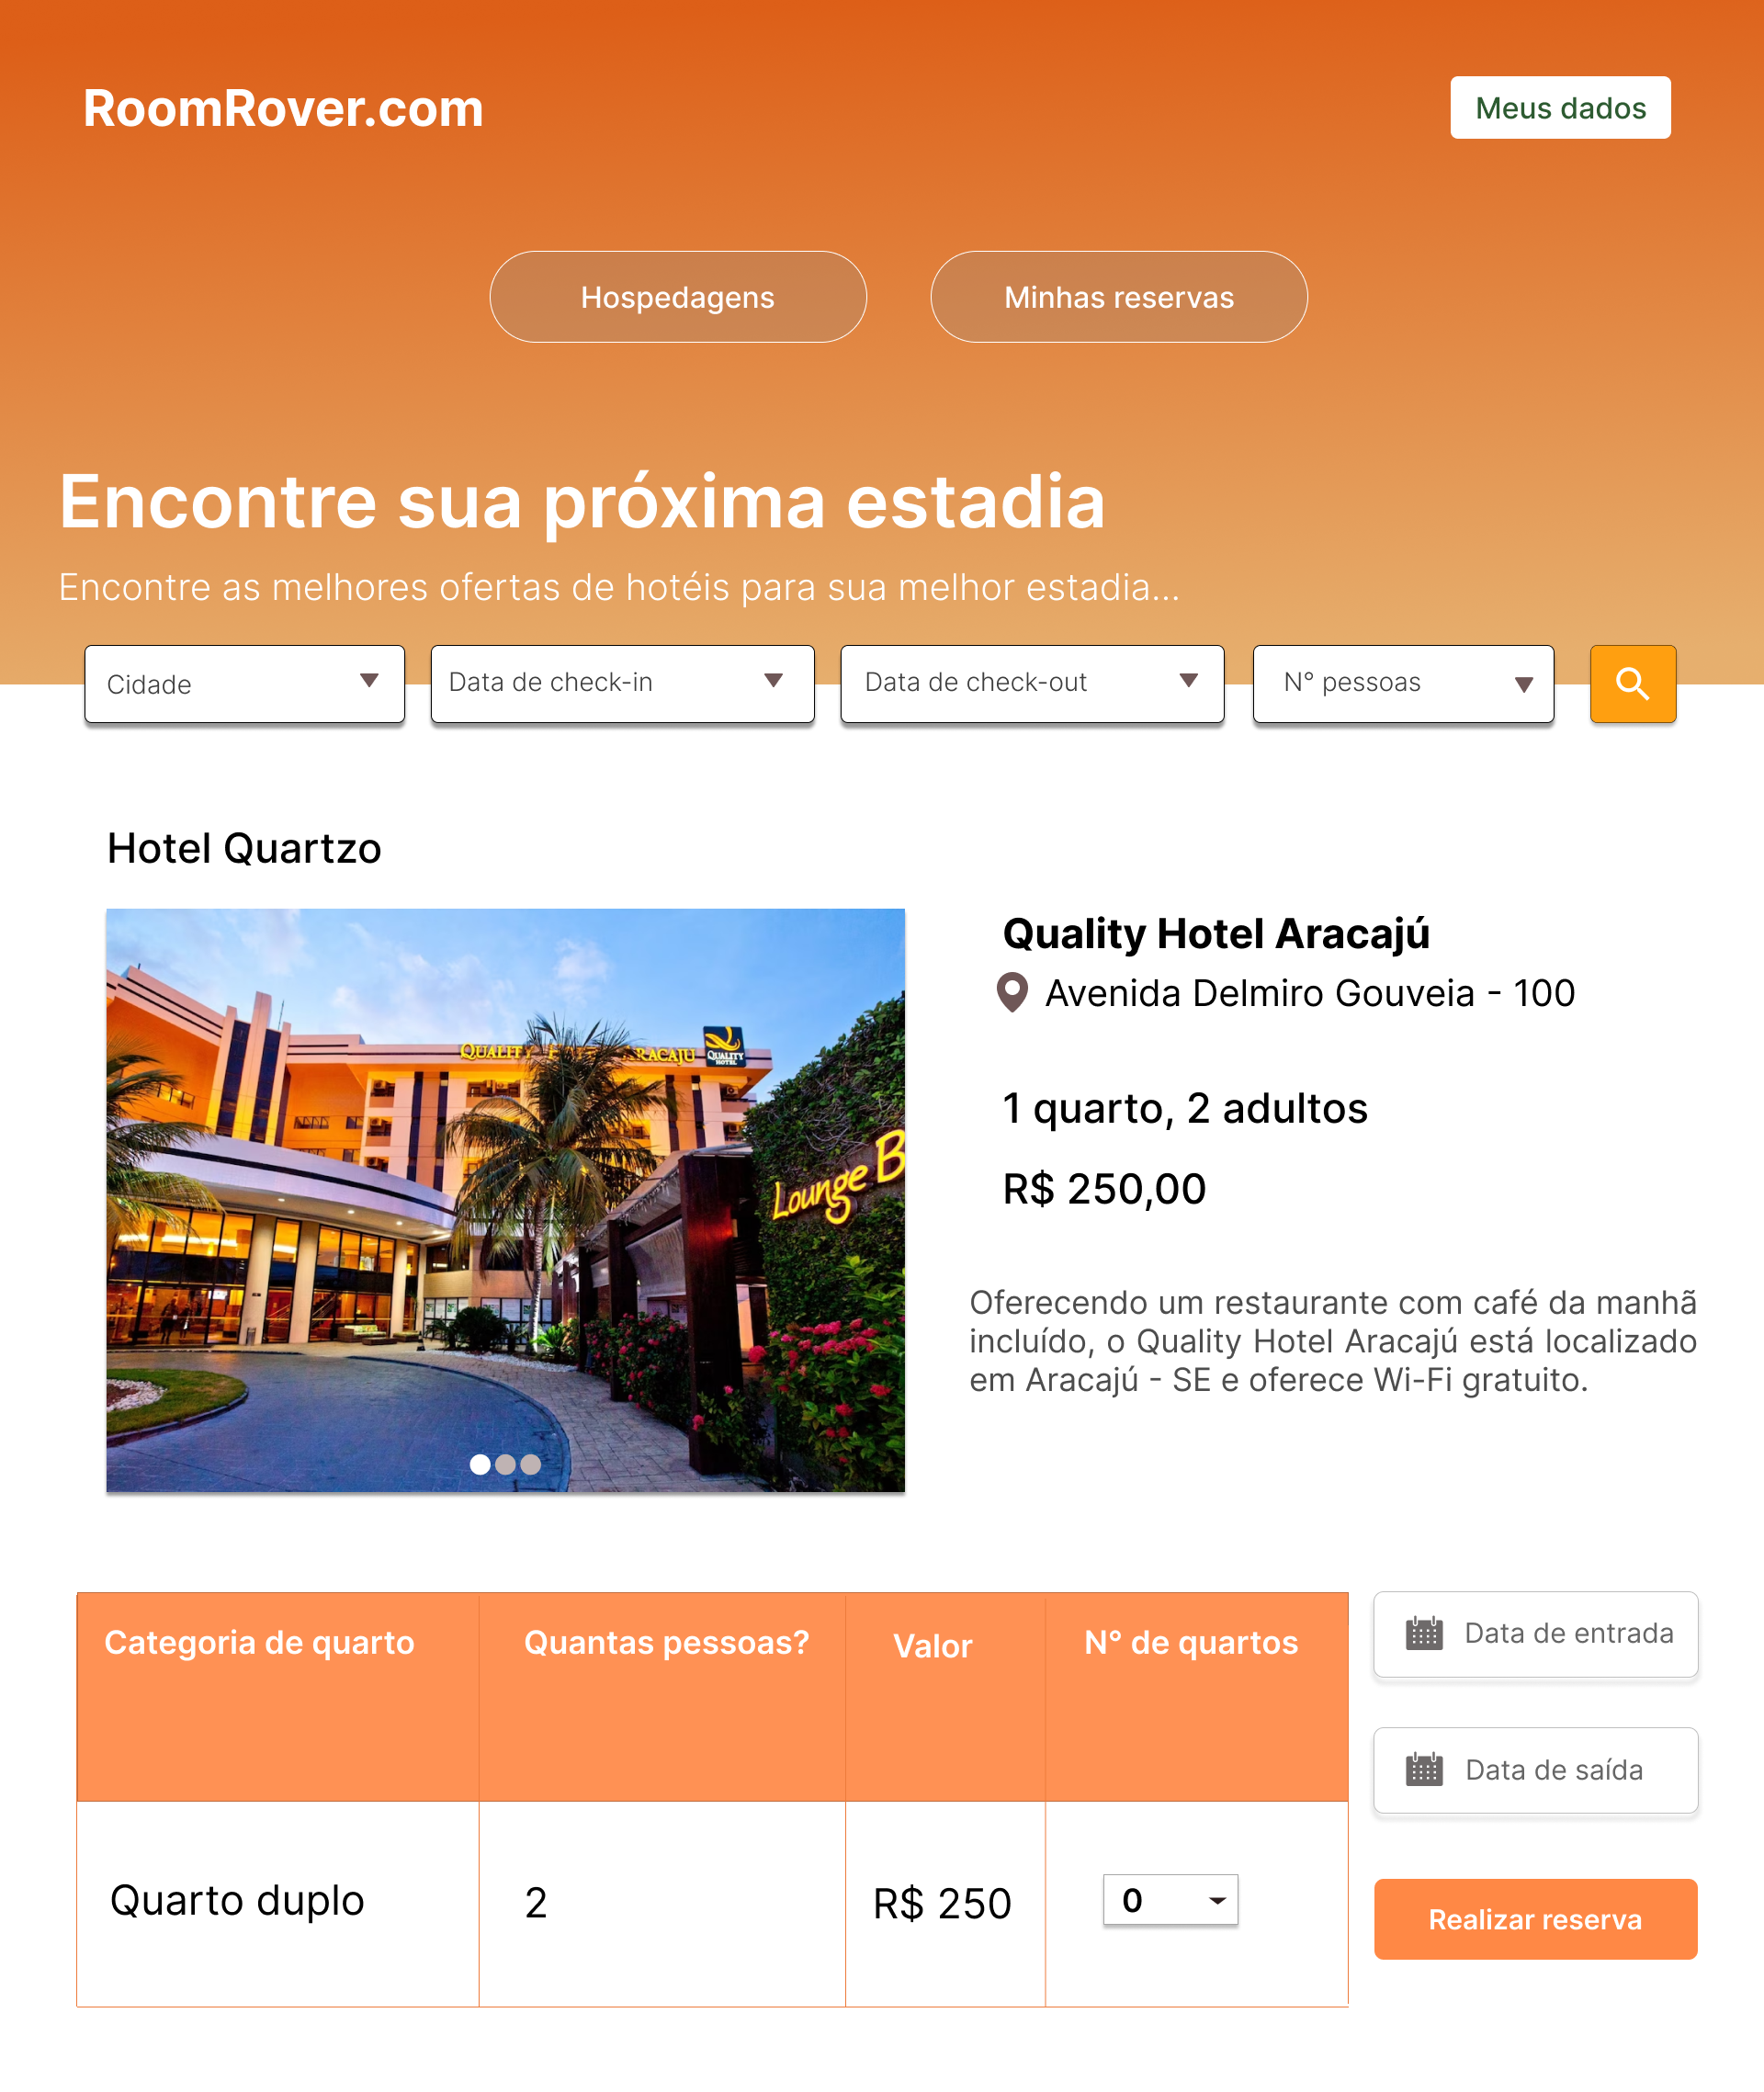 RoomRover.com
Meus dados
Hospedagens
Minhas reservas
Encontre sua próxima estadia
Encontre as melhores ofertas de hotéis para sua melhor estadia...
Cidade
Data de check-in
Data de check-out
N° pessoas
Hotel Quartzo
QUALITY
ARACAJU
QUALITY
HOTEL
Lounge B
Quality Hotel Aracajú
Avenida Delmiro Gouveia - 100
1 quarto, 2 adultos
R$ 250,00
Oferecendo um restaurante com café da manhã
incluído, o Quality Hotel Aracajú está localizado
em Aracajú - SE e oferece Wi-Fi gratuito.
Categoria de quarto
Quantas pessoas?
Valor
N° de quartos
Quarto duplo
2
R$ 250
0
Data de entrada
Data de saída
Realizar reserva